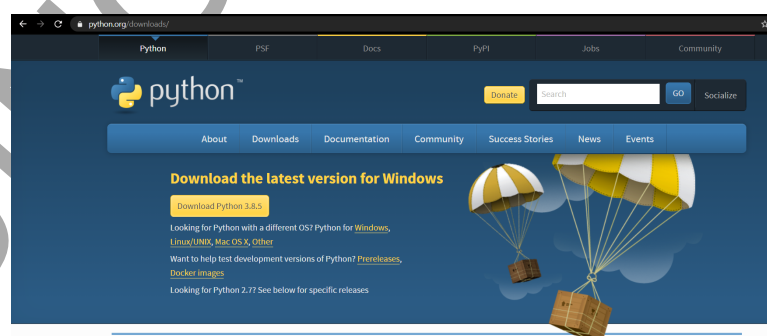 python.org/downloads/
Python PSF Docs PyPI Jobs Community
python™
Donate Search GO Socialize
About Downloads Documentation Community Success Stories News Events
Download the latest version for Windows
Download Python 3.8.5
Looking for Python with a different OS? Python for Windows,
Linux/UNIX, Mac OS X, Other
Want to help test development versions of Python? Prereleases,
Docker images
Looking for Python 2.7? See below for specific releases